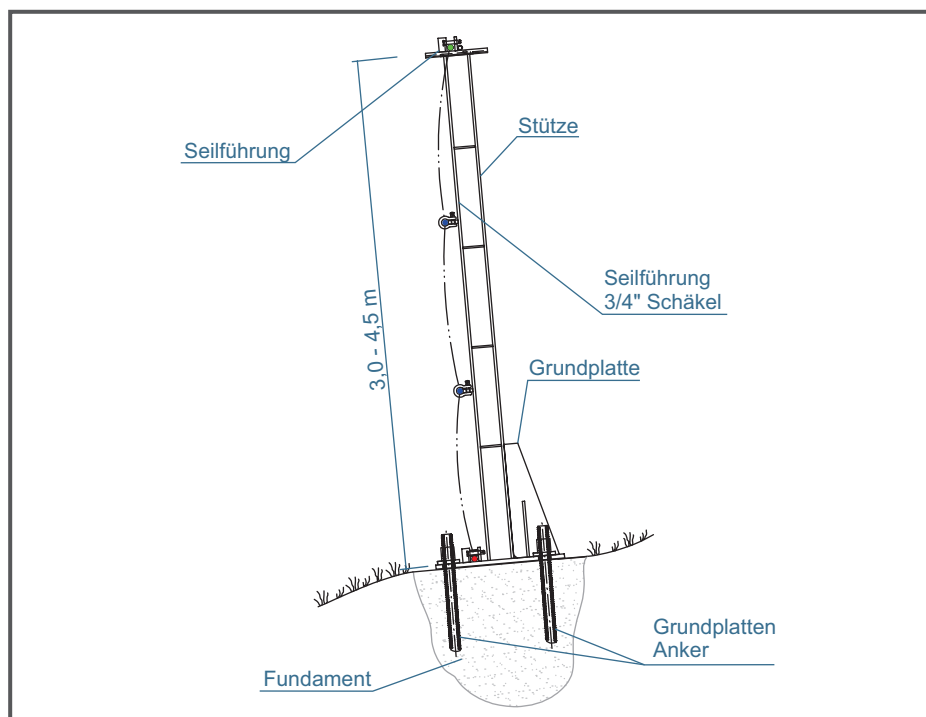 Seilführung
Stütze
Seilführung
3/4" Schäkel
3,0 - 4,5 m
Grundplatte
Grundplatten
Anker
Fundament